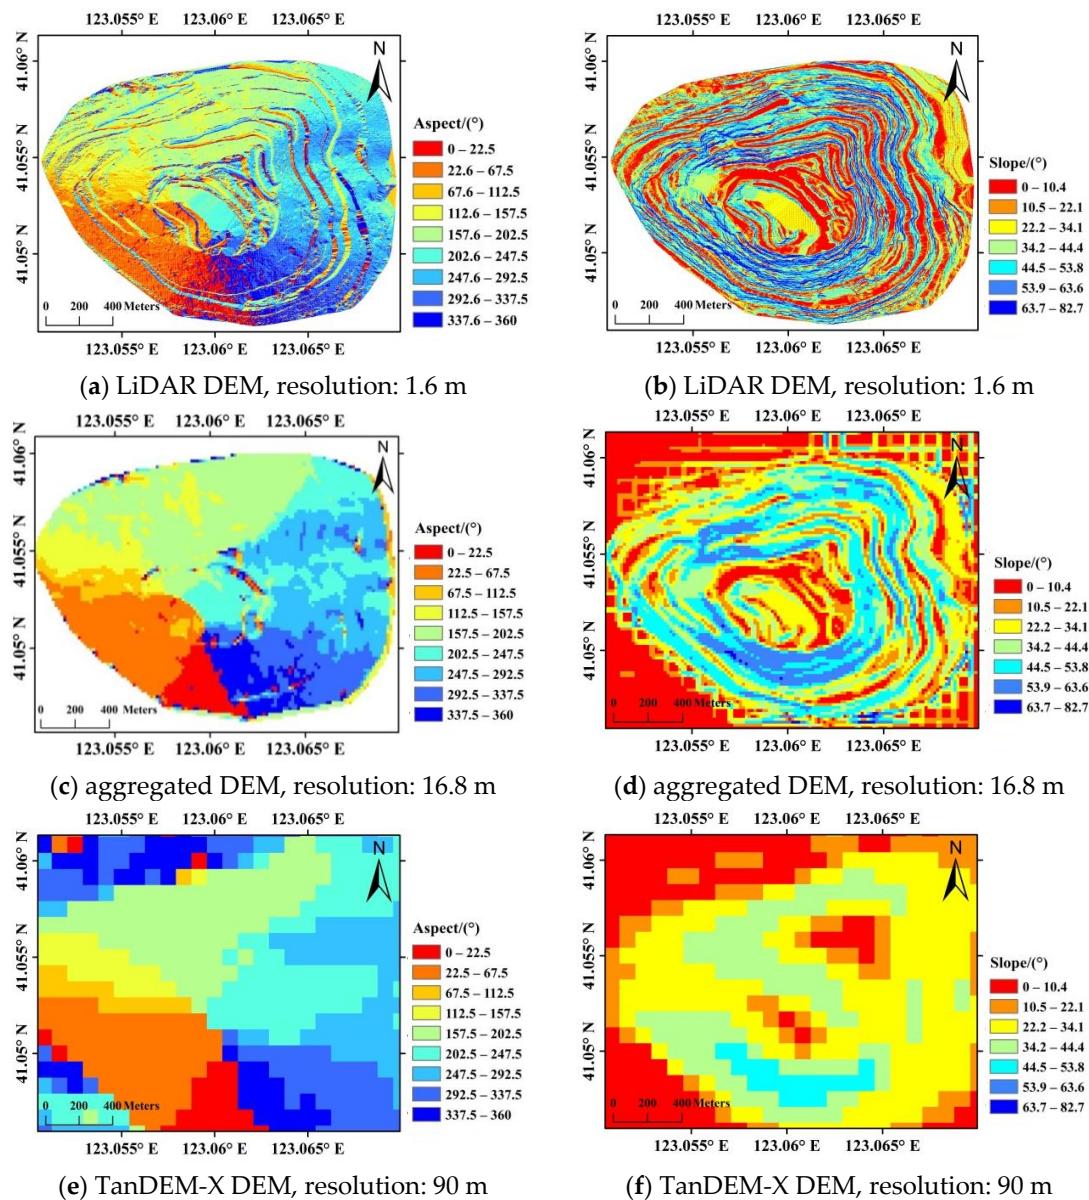 123.055° E 123.06° E 123.065° E
41.06° N
41.055° N
41.05° N
N
Aspect/(°)
0 – 22.5
22.6 – 67.5
67.6 – 112.5
112.6 – 157.5
157.6 – 202.5
202.6 – 247.5
247.6 – 292.5
292.6 – 337.5
337.6 – 360
0 200 400 Meters
123.055° E 123.06° E 123.065° E
(a) LiDAR DEM, resolution: 1.6 m
123.055° E 123.06° E 123.065° E
41.06° N
41.055° N
41.05° N
N
Slope/(°)
0 – 10.4
10.5 – 22.1
22.2 – 34.1
34.2 – 44.4
44.5 – 53.8
53.9 – 63.6
63.7 – 82.7
0 200 400 Meters
123.055° E 123.06° E 123.065° E
(b) LiDAR DEM, resolution: 1.6 m
123.055° E 123.06° E 123.065° E
41.06° N
41.055° N
41.05° N
N
Aspect/(°)
0 – 22.5
22.5 – 67.5
67.5 – 112.5
112.5 – 157.5
157.5 – 202.5
202.5 – 247.5
247.5 – 292.5
292.5 – 337.5
337.5 – 360
0 200 400 Meters
123.055° E 123.06° E 123.065° E
(c) aggregated DEM, resolution: 16.8 m
123.055° E 123.06° E 123.065° E
41.06° N
41.055° N
41.05° N
N
Slope/(°)
0 – 10.4
10.5 – 22.1
22.2 – 34.1
34.2 – 44.4
44.5 – 53.8
53.9 – 63.6
63.7 – 82.7
0 200 400 Meters
123.055° E 123.06° E 123.065° E
(d) aggregated DEM, resolution: 16.8 m
123.055° E 123.06° E 123.065° E
41.06° N
41.055° N
41.05° N
N
Aspect/(°)
0 – 22.5
22.5 – 67.5
67.5 – 112.5
112.5 – 157.5
157.5 – 202.5
202.5 – 247.5
247.5 – 292.5
292.5 – 337.5
337.5 – 360
0 200 400 Meters
123.055° E 123.06° E 123.065° E
(e) TanDEM-X DEM, resolution: 90 m
123.055° E 123.06° E 123.065° E
41.06° N
41.055° N
41.05° N
N
Slope/(°)
0 – 10.4
10.5 – 22.1
22.2 – 34.1
34.2 – 44.4
44.5 – 53.8
53.9 – 63.6
63.7 – 82.7
0 200 400 Meters
123.055° E 123.06° E 123.065° E
(f) TanDEM-X DEM, resolution: 90 m